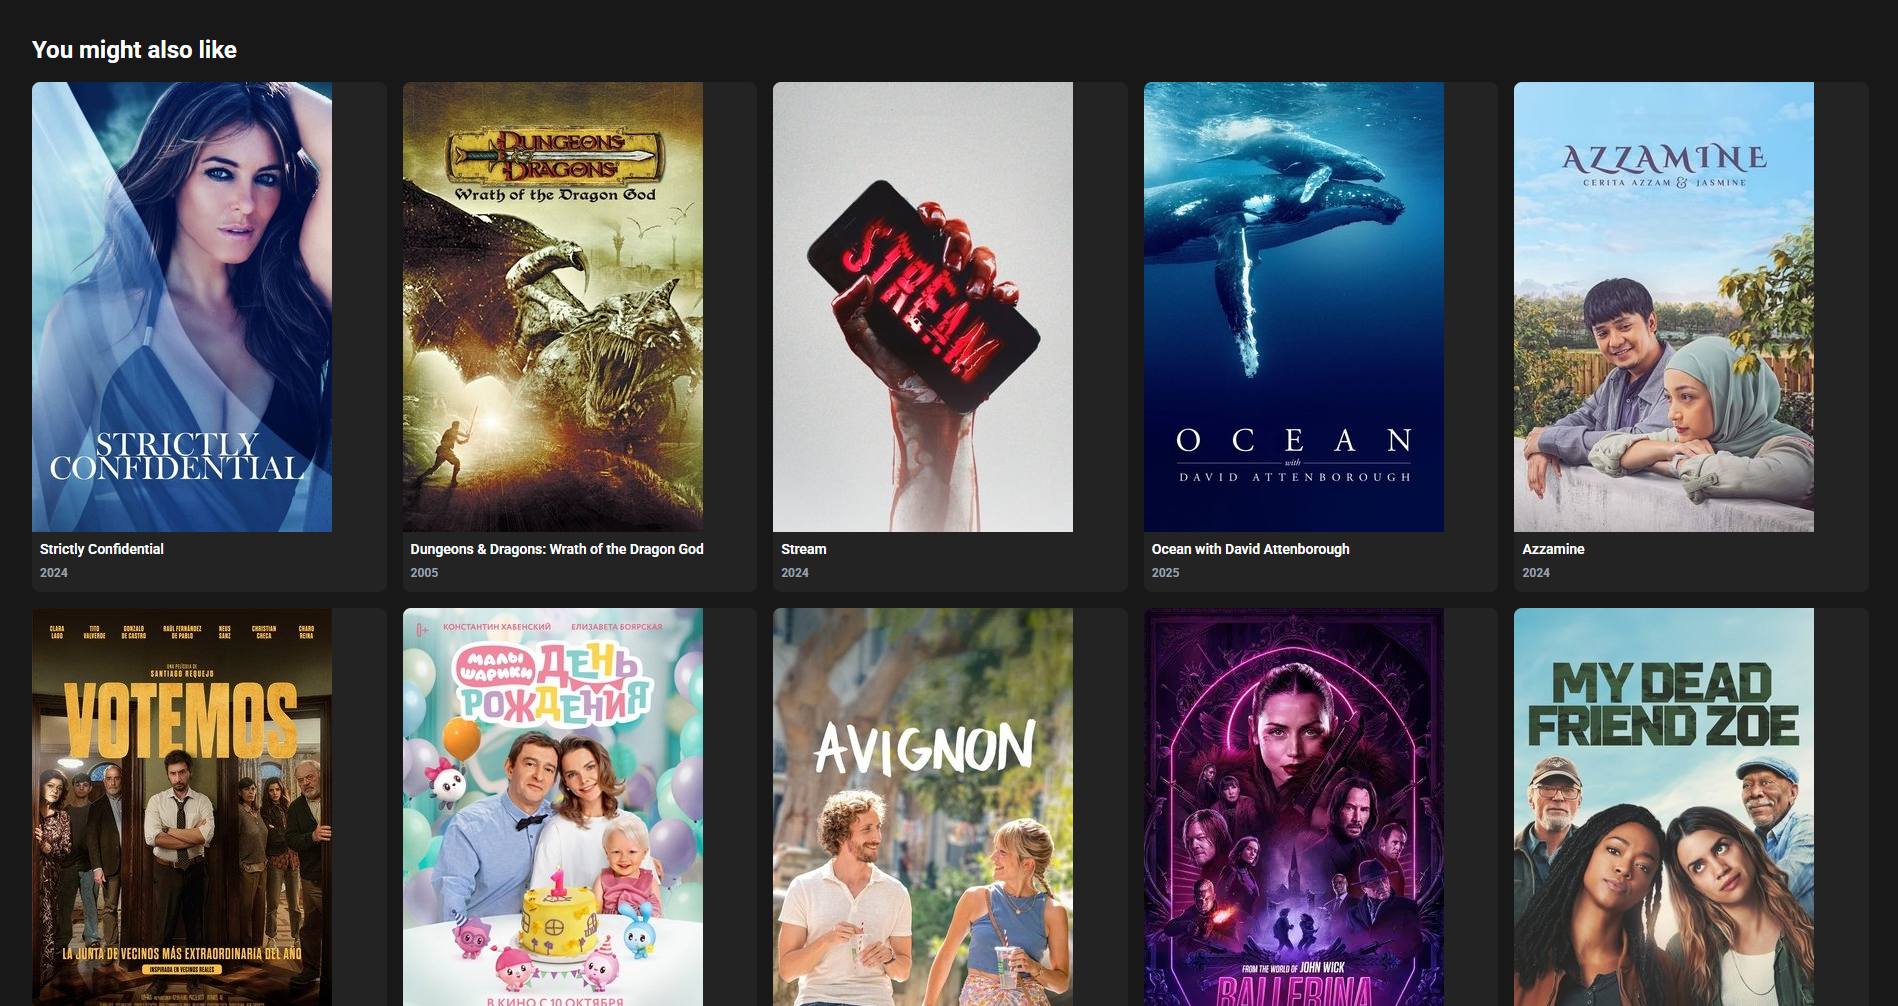 You might also like
STRICTLY
CONFIDENTIAL
Strictly Confidential
2024
DUNGEONS
DRAGONS
Wrath of the Dragon God
Dungeons & Dragons: Wrath of the Dragon God
2005
STREAM
Stream
2024
OCEAN
with
DAVID ATTENBOROUGH
Ocean with David Attenborough
2025
AZZAMINE
CERITA AZZAM & JASMINE
Azzamine
2024
CLARA LAGO
TITO VALVERDE
GONZALO DE CASTRO
RAÚL FERNÁNDEZ DE PABLO
NEUS SANZ
CHRISTIAN CHECA
CHARO REINA
UNA PELÍCULA DE
SANTIAGO REQUEJO
VOTEMOS
LA JUNTA DE VECINOS MÁS EXTRAORDINARIA DEL AÑO
INSPIRADA EN VECINOS REALES
0+
КОНСТАНТИН ХАБЕНСКИЙ ЕЛИЗАВЕТА БОЯРСКАЯ
МАЛЫШАРИКИ
ДЕНЬ
РОЖДЕНИЯ
1
В КИНО С 10 ОКТЯБРЯ
AVIGNON
FROM THE WORLD OF JOHN WICK
BALLERINA
MY DEAD
FRIEND ZOE